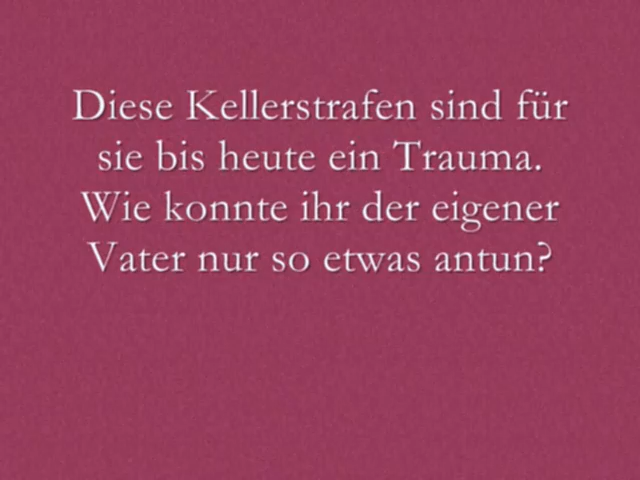 Diese Kellerstrafen sind für
sie bis heute ein Trauma.
Wie konnte ihr der eigener
Vater nur so etwas antun?